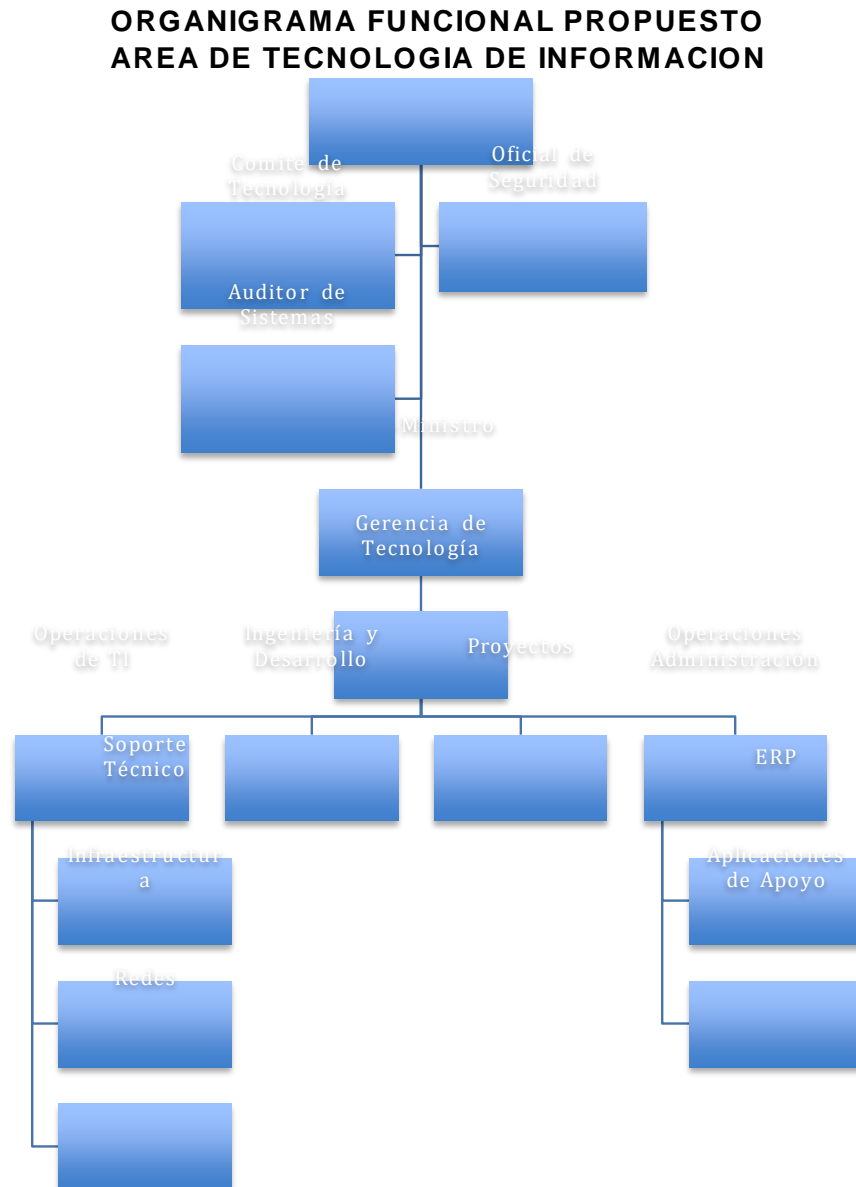 ORGANIGRAMA FUNCIONAL PROPUESTO
AREA DE TECNOLOGIA DE INFORMACION
Comité de
Tecnología
Oficial de
Seguridad
Auditor de
Sistemas
Ministro
Gerencia de
Tecnología
Operaciones
de TI
Ingeniería y
Desarrollo
Proyectos
Operaciones
Administración
Soporte
Técnico
ERP
Infraestructur
a
Aplicaciones
de Apoyo
Redes